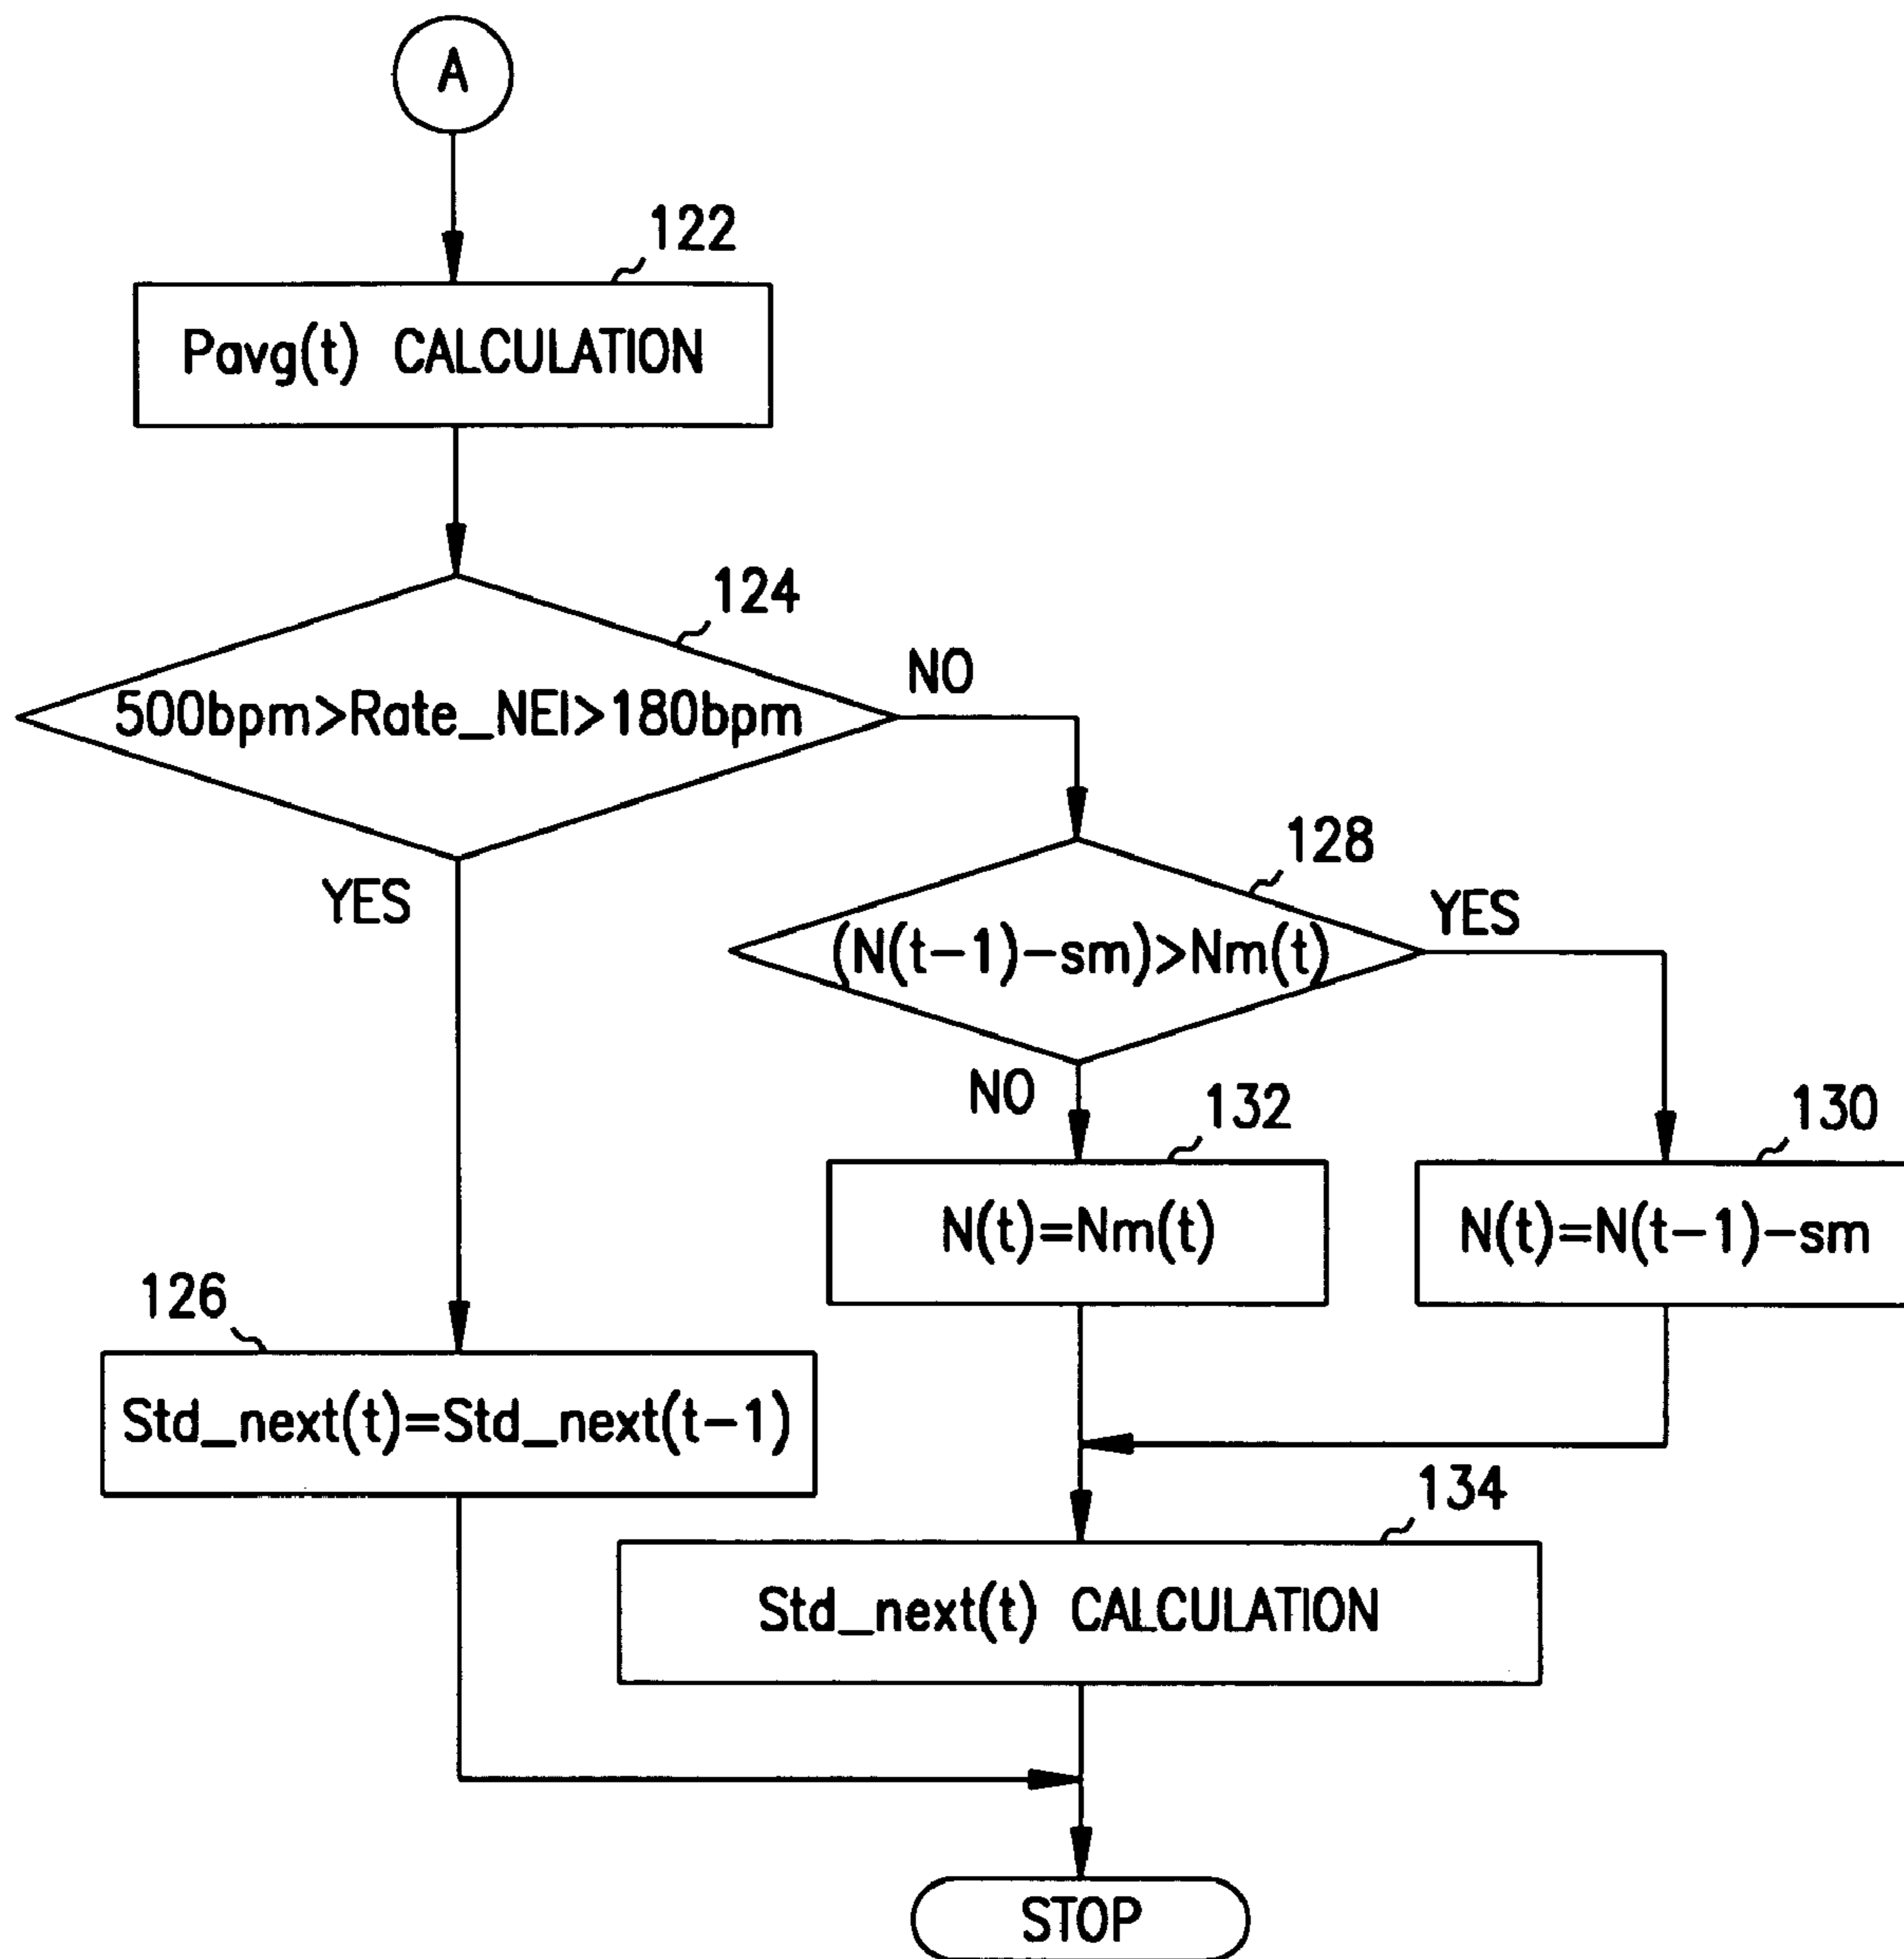 A
122
Pavg(t) CALCULATION
124
500bpm>Rate_NEI>180bpm
NO
YES
128
(N(t-1)-sm)>Nm(t)
YES
NO
132
N(t)=Nm(t)
130
N(t)=N(t-1)-sm
126
Std_next(t)=Std_next(t-1)
134
Std_next(t) CALCULATION
STOP